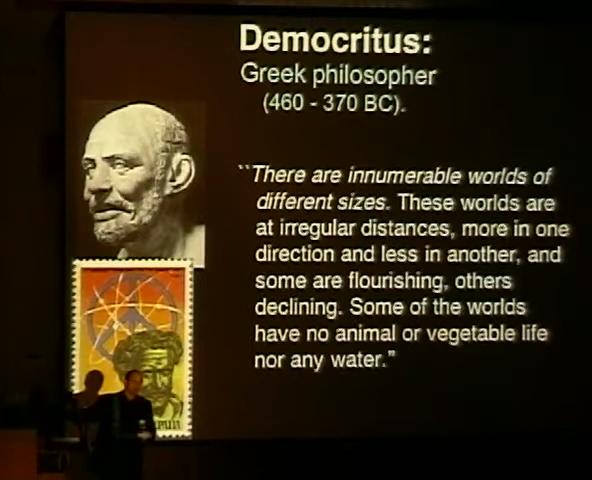 Democritus:
Greek philosopher
(460 - 370 BC).
``There are innumerable worlds of
different sizes. These worlds are
at irregular distances, more in one
direction and less in another, and
some are flourishing, others
declining. Some of the worlds
have no animal or vegetable life
nor any water.”